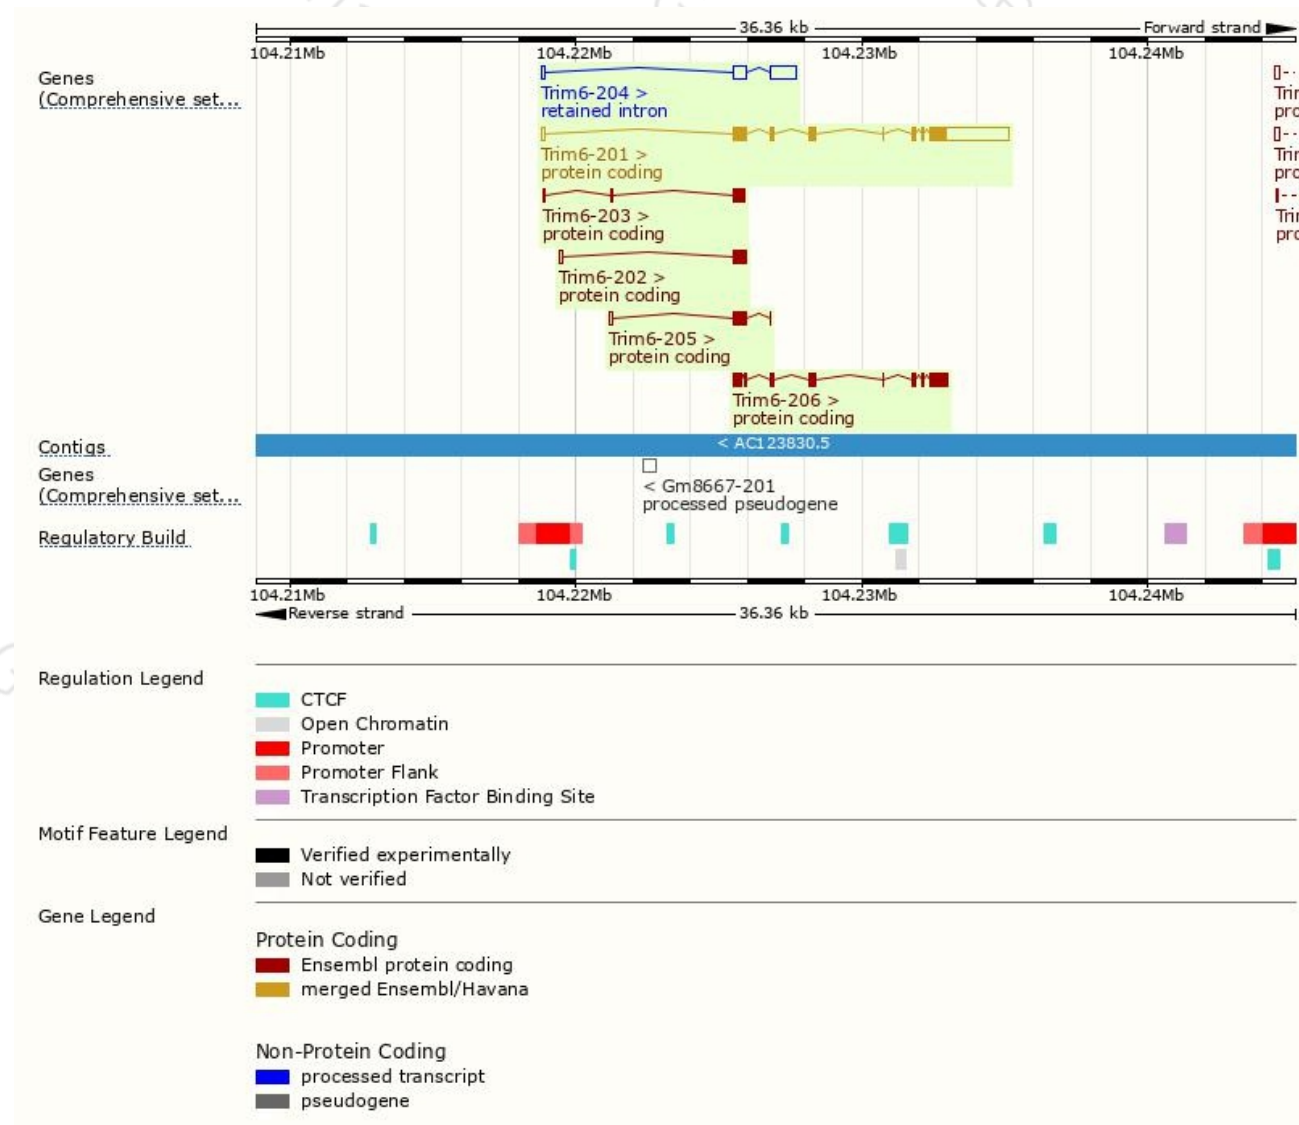 36.36 kb
Forward strand
104.21Mb 104.22Mb 104.23Mb 104.24Mb
Genes
(Comprehensive set...
Trim6-204 >
retained intron
Trim6-201 >
protein coding
Trim6-203 >
protein coding
Trim6-202 >
protein coding
Trim6-205 >
protein coding
Trim6-206 >
protein coding
Contigs
< AC123830.5
Genes
(Comprehensive set...
< Gm8667-201
processed pseudogene
Regulatory Build
104.21Mb 104.22Mb 104.23Mb 104.24Mb
Reverse strand
36.36 kb
Regulation Legend
CTCF
Open Chromatin
Promoter
Promoter Flank
Transcription Factor Binding Site
Motif Feature Legend
Verified experimentally
Not verified
Gene Legend
Protein Coding
Ensembl protein coding
merged Ensembl/Havana
Non-Protein Coding
processed transcript
pseudogene